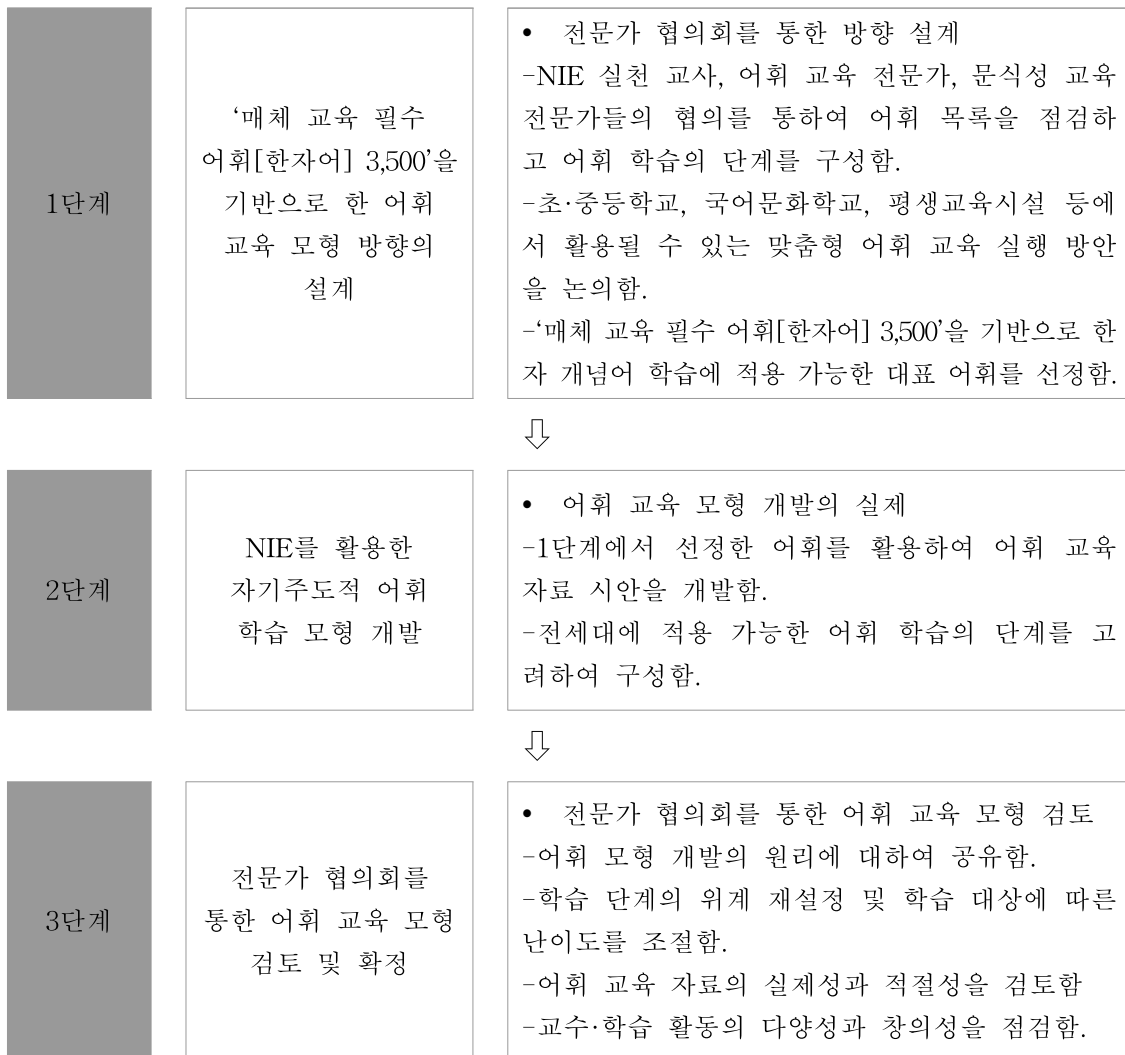 1단계
‘매체 교육 필수
어휘[한자어] 3,500’을
기반으로 한 어휘
교육 모형 방향의
설계
• 전문가 협의회를 통한 방향 설계
-NIE 실천 교사, 어휘 교육 전문가, 문식성 교육
전문가들의 협의를 통하여 어휘 목록을 점검하
고 어휘 학습의 단계를 구성함.
-초·중등학교, 국어문화학교, 평생교육시설 등에
서 활용될 수 있는 맞춤형 어휘 교육 실행 방안
을 논의함.
-‘매체 교육 필수 어휘[한자어] 3,500’을 기반으로 한
자 개념어 학습에 적용 가능한 대표 어휘를 선정함.
⇩
2단계
NIE를 활용한
자기주도적 어휘
학습 모형 개발
• 어휘 교육 모형 개발의 실제
-1단계에서 선정한 어휘를 활용하여 어휘 교육
자료 시안을 개발함.
-전세대에 적용 가능한 어휘 학습의 단계를 고
려하여 구성함.
⇩
3단계
전문가 협의회를
통한 어휘 교육 모형
검토 및 확정
• 전문가 협의회를 통한 어휘 교육 모형 검토
-어휘 모형 개발의 원리에 대하여 공유함.
-학습 단계의 위계 재설정 및 학습 대상에 따른
난이도를 조절함.
-어휘 교육 자료의 실제성과 적절성을 검토함
-교수·학습 활동의 다양성과 창의성을 점검함.